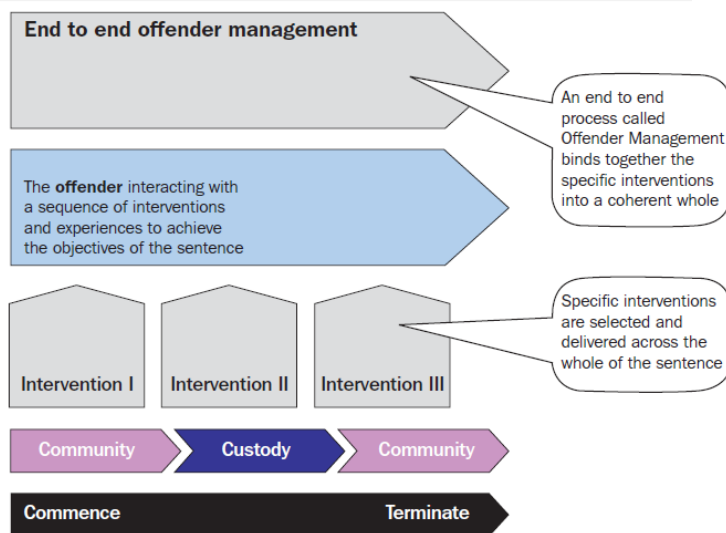 End to end offender management
An end to end
process called
Offender Management
binds together the
specific interventions
into a coherent whole
The offender interacting with
a sequence of interventions
and experiences to achieve
the objectives of the sentence
Specific interventions
are selected and
delivered across the
whole of the sentence
Intervention I
Intervention II
Intervention III
Community
Custody
Community
Commence
Terminate